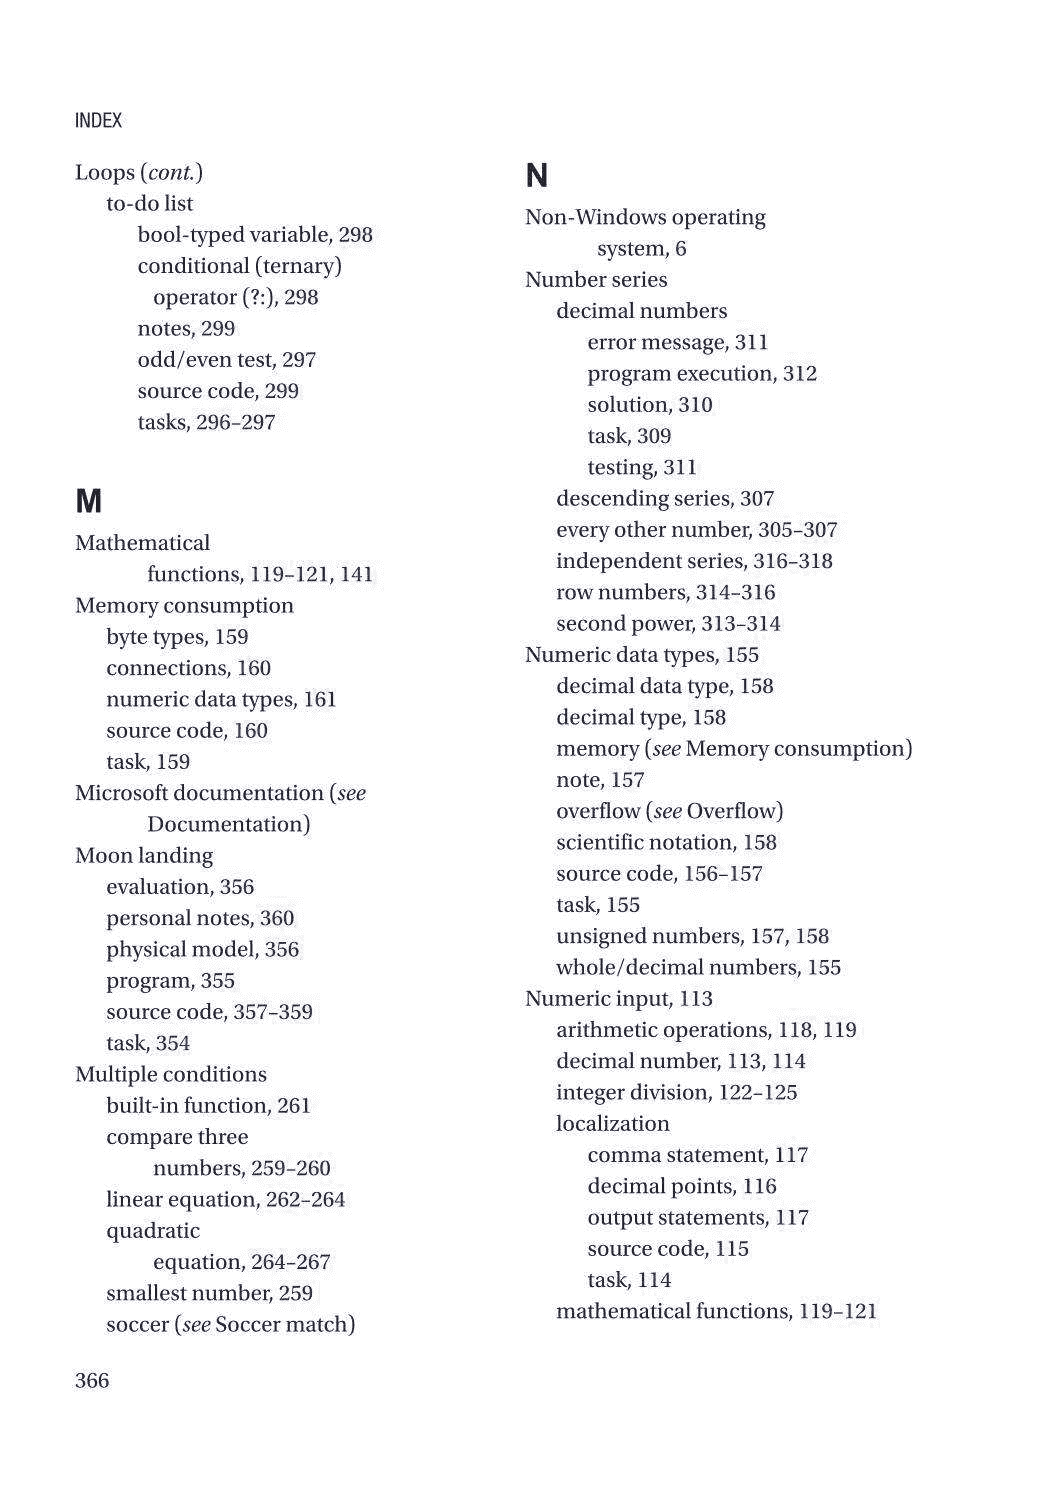 INDEX
Loops (cont.)
to-do list
bool-typed variable, 298
conditional (ternary)
operator (?:), 298
notes, 299
odd/even test, 297
source code, 299
tasks, 296–297
M
Mathematical
functions, 119–121, 141
Memory consumption
byte types, 159
connections, 160
numeric data types, 161
source code, 160
task, 159
Microsoft documentation (see
Documentation)
Moon landing
evaluation, 356
personal notes, 360
physical model, 356
program, 355
source code, 357–359
task, 354
Multiple conditions
built-in function, 261
compare three
numbers, 259–260
linear equation, 262–264
quadratic
equation, 264–267
smallest number, 259
soccer (see Soccer match)
N
Non-Windows operating
system, 6
Number series
decimal numbers
error message, 311
program execution, 312
solution, 310
task, 309
testing, 311
descending series, 307
every other number, 305–307
independent series, 316–318
row numbers, 314–316
second power, 313–314
Numeric data types, 155
decimal data type, 158
decimal type, 158
memory (see Memory consumption)
note, 157
overflow (see Overflow)
scientific notation, 158
source code, 156–157
task, 155
unsigned numbers, 157, 158
whole/decimal numbers, 155
Numeric input, 113
arithmetic operations, 118, 119
decimal number, 113, 114
integer division, 122–125
localization
comma statement, 117
decimal points, 116
output statements, 117
source code, 115
task, 114
mathematical functions, 119–121
366